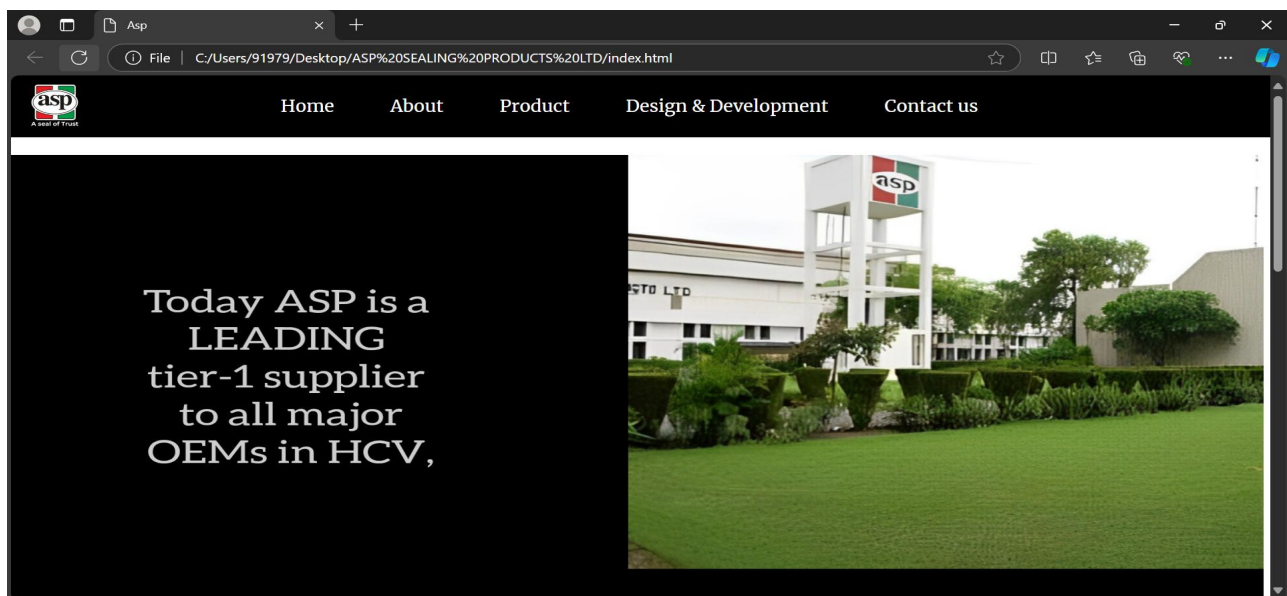 Asp
File | C:/Users/91979/Desktop/ASP%20SEALING%20PRODUCTS%20LTD/index.html
asp
A seal of Trust
Home About Product Design & Development Contact us
asp
LTD
Today ASP is a
LEADING
tier-1 supplier
to all major
OEMs in HCV,